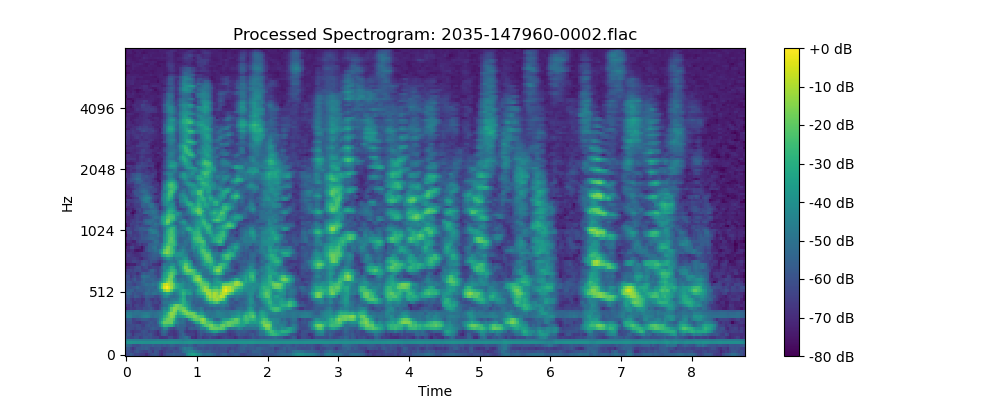 Processed Spectrogram: 2035-147960-0002.flac
Hz
4096
2048
1024
512
0
0 1 2 3 4 5 6 7 8
Time
+0 dB
-10 dB
-20 dB
-30 dB
-40 dB
-50 dB
-60 dB
-70 dB
-80 dB